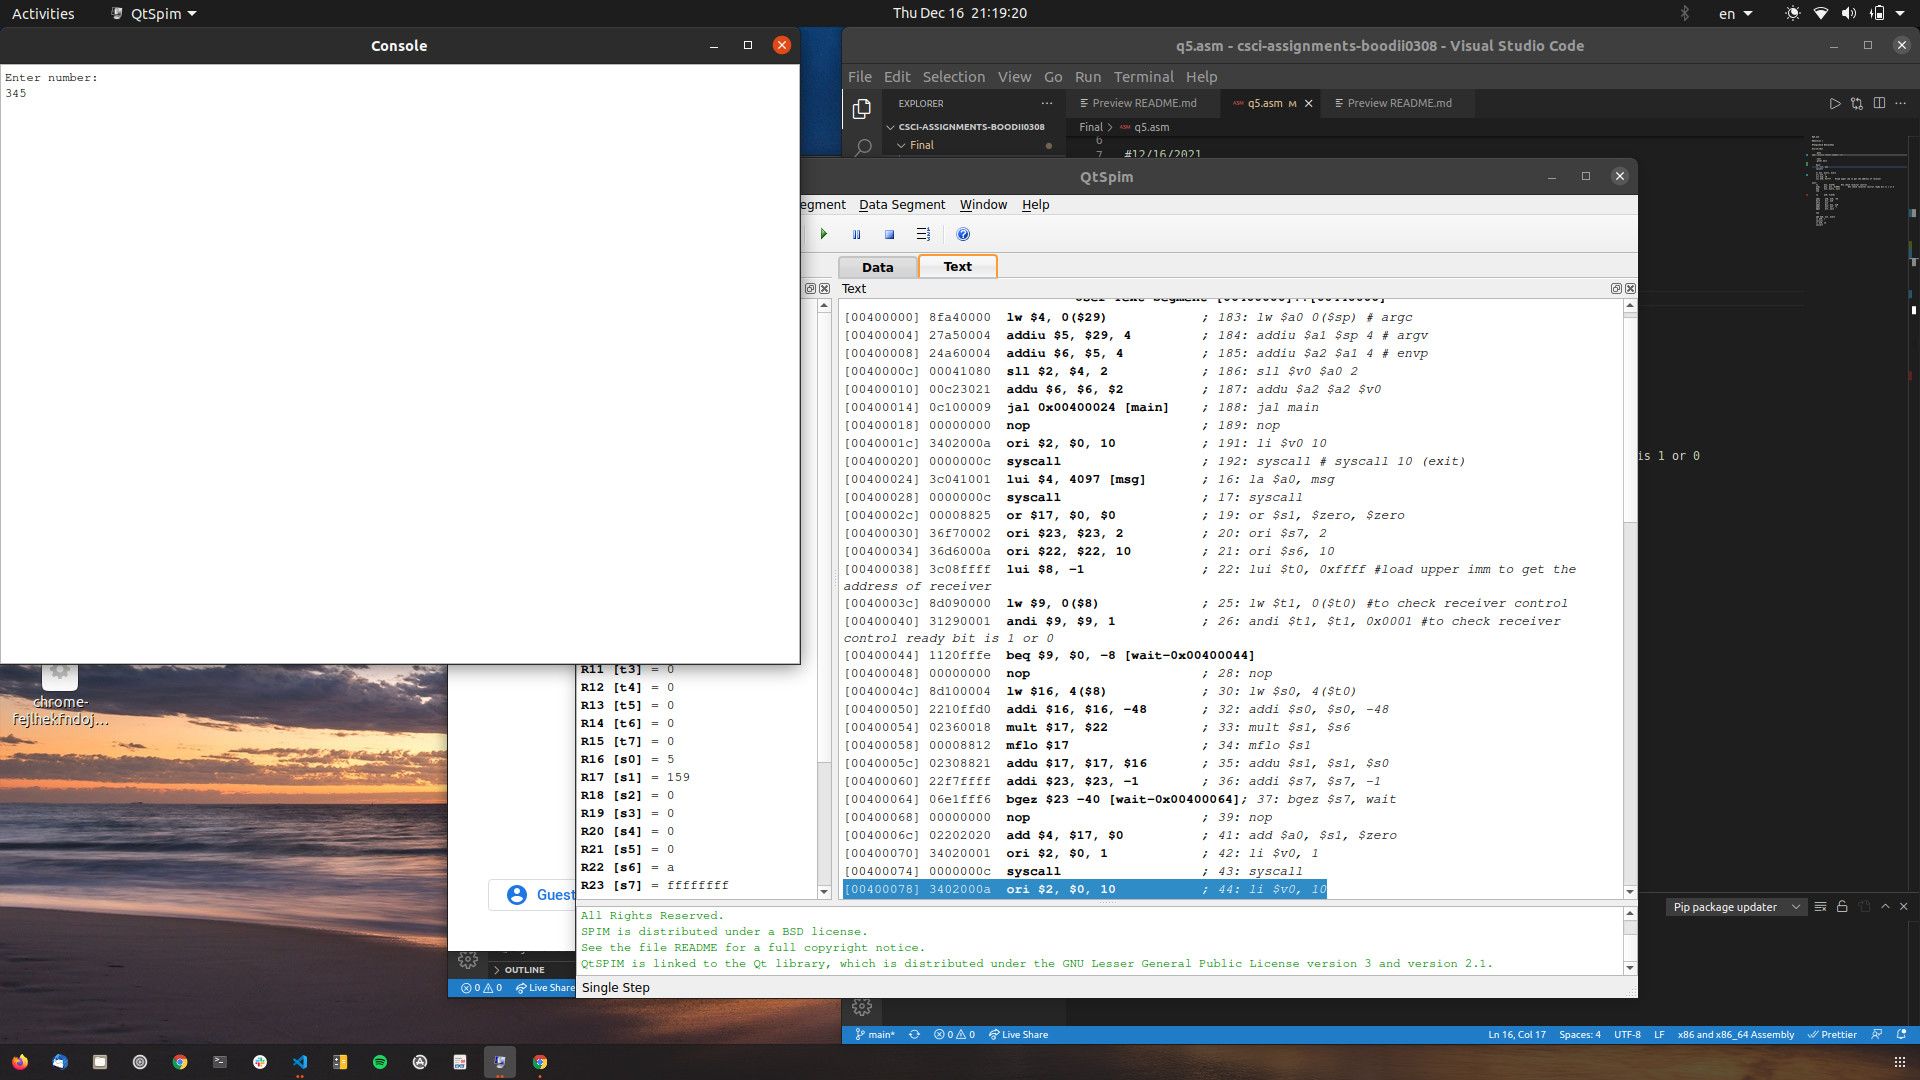 Activities
QtSpim
Thu Dec 16 21:19:20
en
Console
Enter number:
345
q5.asm - csci-assignments-boodii0308 - Visual Studio Code
File Edit Selection View Go Run Terminal Help
EXPLORER
Preview README.md
q5.asm M
Preview README.md
CSCI-ASSIGNMENTS-BOODII0308
Final
Final > q5.asm
6
7 #12/16/2021
is 1 or 0
QtSpim
egment Data Segment Window Help
Data
Text
Text
User Text Segment [00400000]..[00440000]
[00400000] 8fa40000 lw $4, 0($29) ; 183: lw $a0 0($sp) # argc
[00400004] 27a50004 addiu $5, $29, 4 ; 184: addiu $a1 $sp 4 # argv
[00400008] 24a60004 addiu $6, $5, 4 ; 185: addiu $a2 $a1 4 # envp
[0040000c] 00041080 sll $2, $4, 2 ; 186: sll $v0 $a0 2
[00400010] 00c23021 addu $6, $6, $2 ; 187: addu $a2 $a2 $v0
[00400014] 0c100009 jal 0x00400024 [main] ; 188: jal main
[00400018] 00000000 nop ; 189: nop
[0040001c] 3402000a ori $2, $0, 10 ; 191: li $v0 10
[00400020] 0000000c syscall ; 192: syscall # syscall 10 (exit)
[00400024] 3c041001 lui $4, 4097 [msg] ; 16: la $a0, msg
[00400028] 0000000c syscall ; 17: syscall
[0040002c] 00008825 or $17, $0, $0 ; 19: or $s1, $zero, $zero
[00400030] 36f70002 ori $23, $23, 2 ; 20: ori $s7, 2
[00400034] 36d6000a ori $22, $22, 10 ; 21: ori $s6, 10
[00400038] 3c08ffff lui $8, -1 ; 22: lui $t0, 0xffff #load upper imm to get the
address of receiver
[0040003c] 8d090000 lw $9, 0($8) ; 25: lw $t1, 0($t0) #to check receiver control
[00400040] 31290001 andi $9, $9, 1 ; 26: andi $t1, $t1, 0x0001 #to check receiver
control ready bit is 1 or 0
[00400044] 1120fffe beq $9, $0, -8 [wait-0x00400044]
[00400048] 00000000 nop ; 28: nop
[0040004c] 8d100004 lw $16, 4($8) ; 30: lw $s0, 4($t0)
[00400050] 2210ffd0 addi $16, $16, -48 ; 32: addi $s0, $s0, -48
[00400054] 02360018 mult $17, $22 ; 33: mult $s1, $s6
[00400058] 00008812 mflo $17 ; 34: mflo $s1
[0040005c] 02308821 addu $17, $17, $16 ; 35: addu $s1, $s1, $s0
[00400060] 22f7ffff addi $23, $23, -1 ; 36: addi $s7, $s7, -1
[00400064] 06e1fff6 bgez $23 -40 [wait-0x00400064]; 37: bgez $s7, wait
[00400068] 00000000 nop ; 39: nop
[0040006c] 02202020 add $4, $17, $0 ; 41: add $a0, $s1, $zero
[00400070] 34020001 ori $2, $0, 1 ; 42: li $v0, 1
[00400074] 0000000c syscall ; 43: syscall
[00400078] 3402000a ori $2, $0, 10 ; 44: li $v0, 10
R11 [t3] = 0
R12 [t4] = 0
R13 [t5] = 0
R14 [t6] = 0
R15 [t7] = 0
R16 [s0] = 5
R17 [s1] = 159
R18 [s2] = 0
R19 [s3] = 0
R20 [s4] = 0
R21 [s5] = 0
R22 [s6] = a
R23 [s7] = ffffffff
chrome-
fejlhekfndoj...
Guest
OUTLINE
0 0 Live Share
All Rights Reserved.
SPIM is distributed under a BSD license.
See the file README for a full copyright notice.
QtSPIM is linked to the Qt library, which is distributed under the GNU Lesser General Public License version 3 and version 2.1.
Single Step
Pip package updater
main* 0 0 Live Share
Ln 16, Col 17 Spaces: 4 UTF-8 LF x86 and x86_64 Assembly Prettier